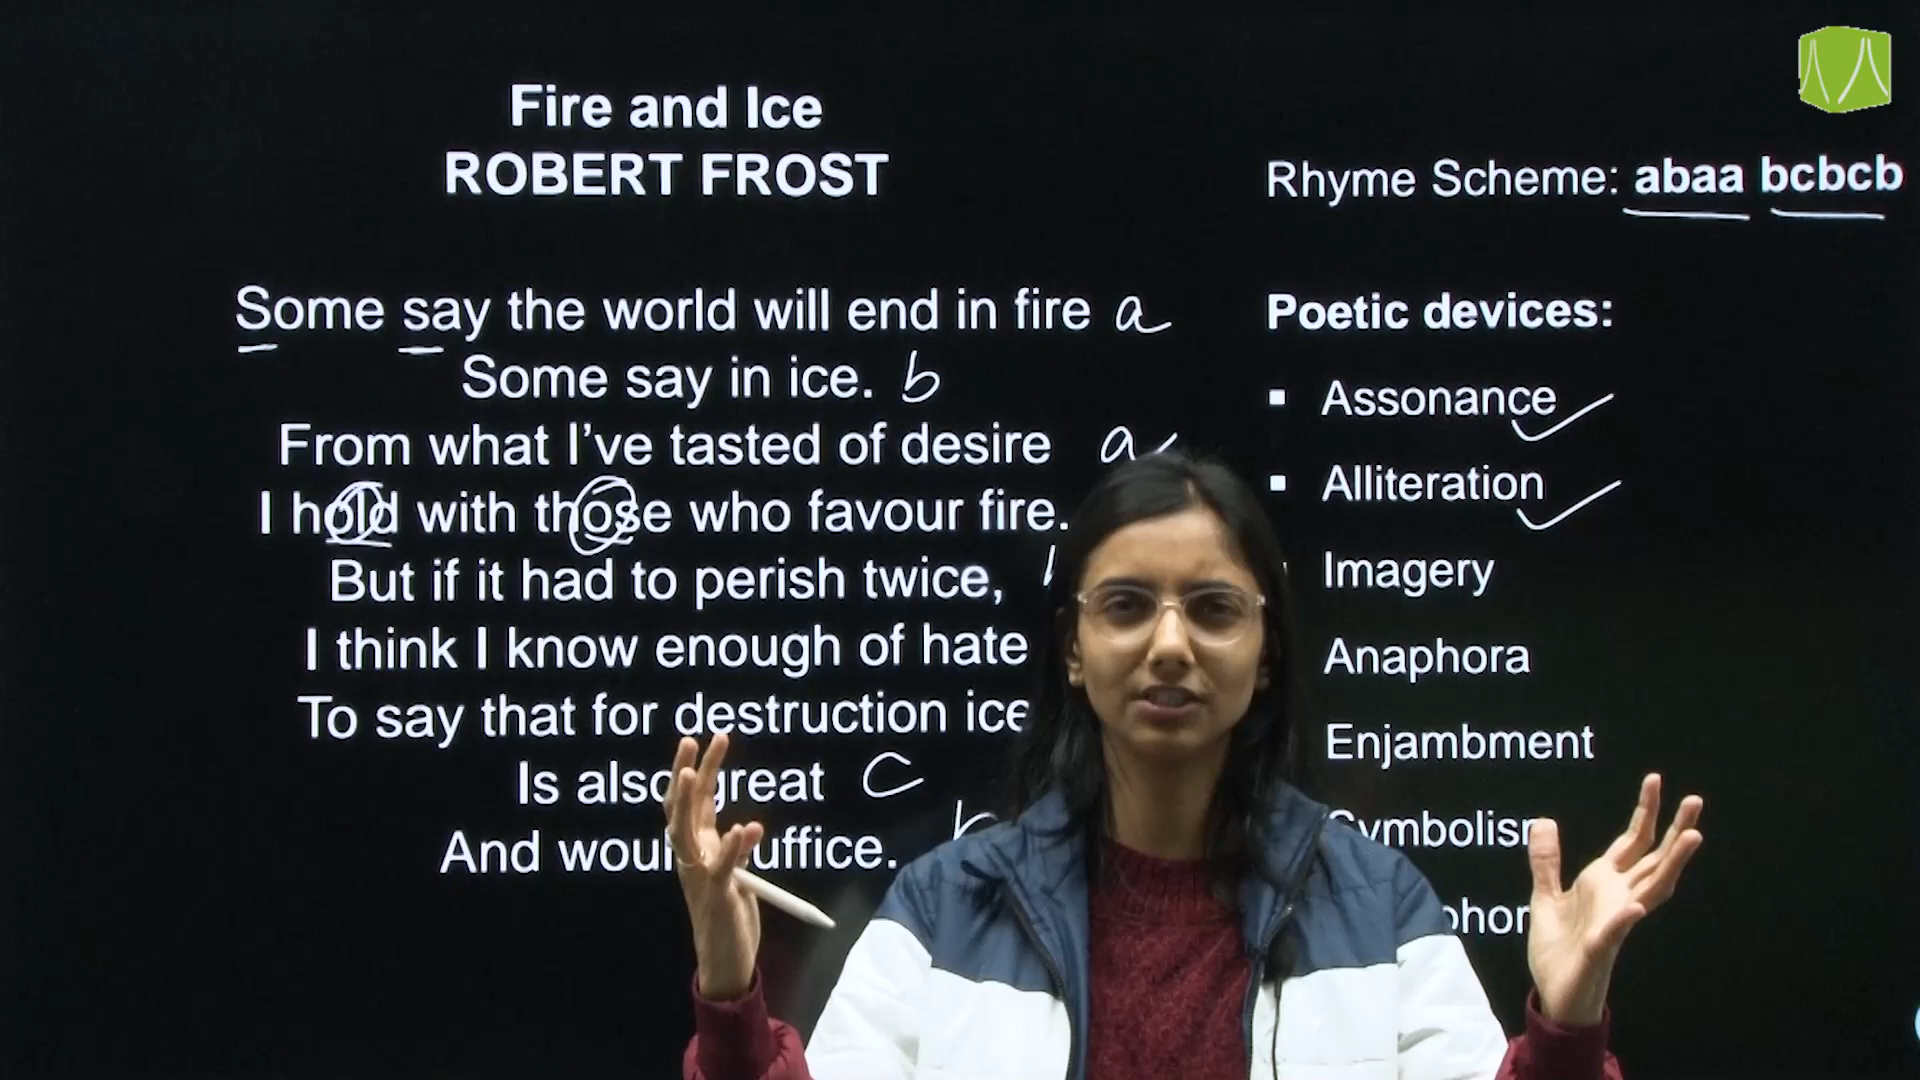 Fire and Ice
ROBERT FROST
Some say the world will end in fire a
Some say in ice. b
From what I've tasted of desire a
I hold with those who favour fire.
But if it had to perish twice,
I think I know enough of hate
To say that for destruction ice
Is also great c
And suffice. b
Rhyme Scheme: abaa bcbcb
Poetic devices:
▪ Assonance
▪ Alliteration
Imagery
Anaphora
Enjambment
Symbolism